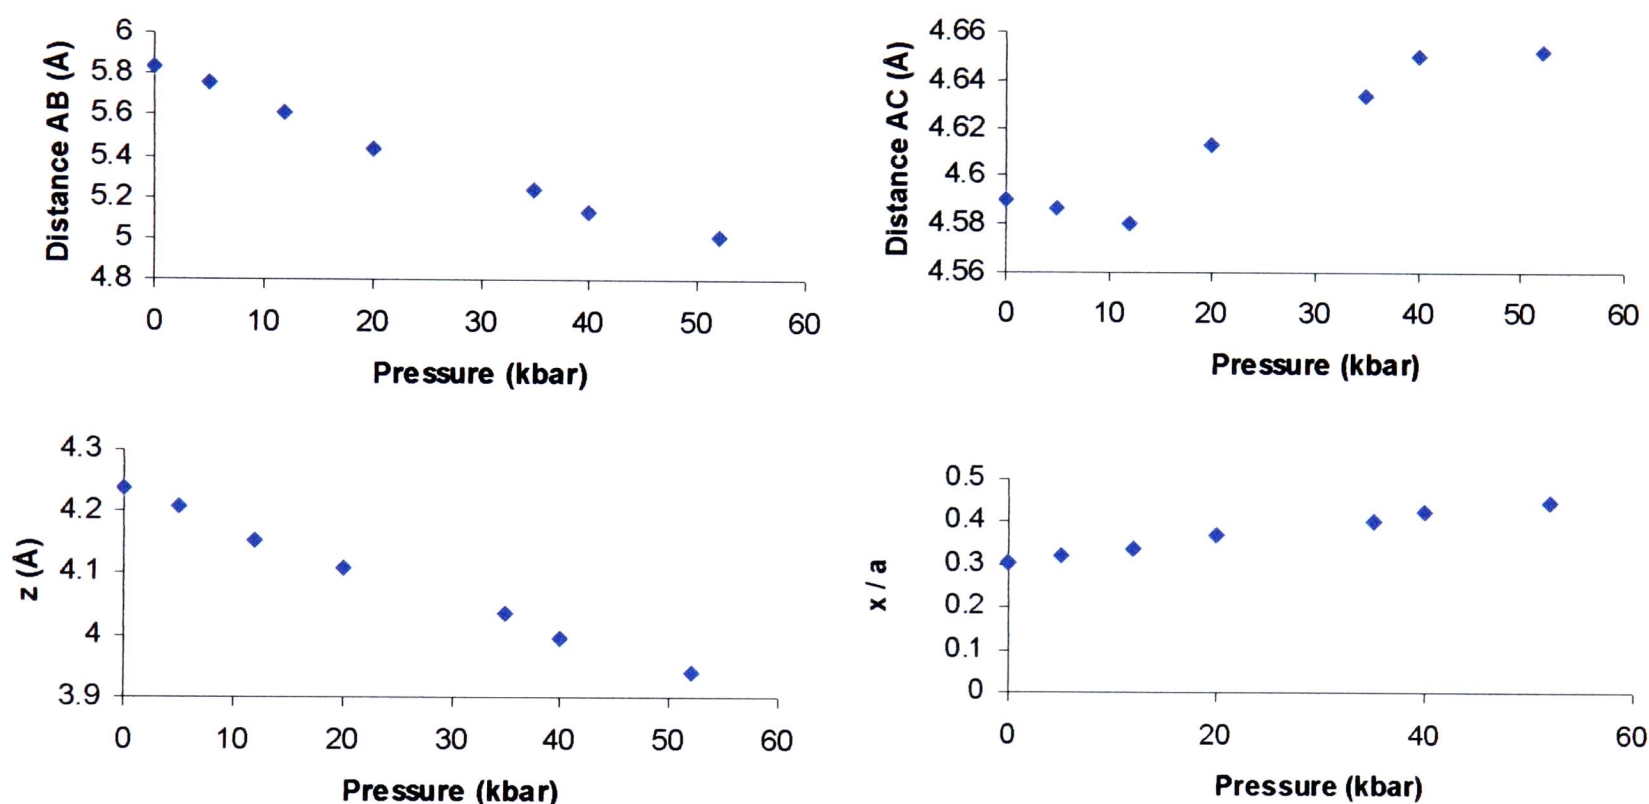 Distance AB (Å)
6
5.8
5.6
5.4
5.2
5
4.8
0 10 20 30 40 50 60
Pressure (kbar)
Distance AC (Å)
4.66
4.64
4.62
4.6
4.58
4.56
0 10 20 30 40 50 60
Pressure (kbar)
z (Å)
4.3
4.2
4.1
4
3.9
0 10 20 30 40 50 60
Pressure (kbar)
x / a
0.5
0.4
0.3
0.2
0.1
0
0 20 40 60
Pressure (kbar)